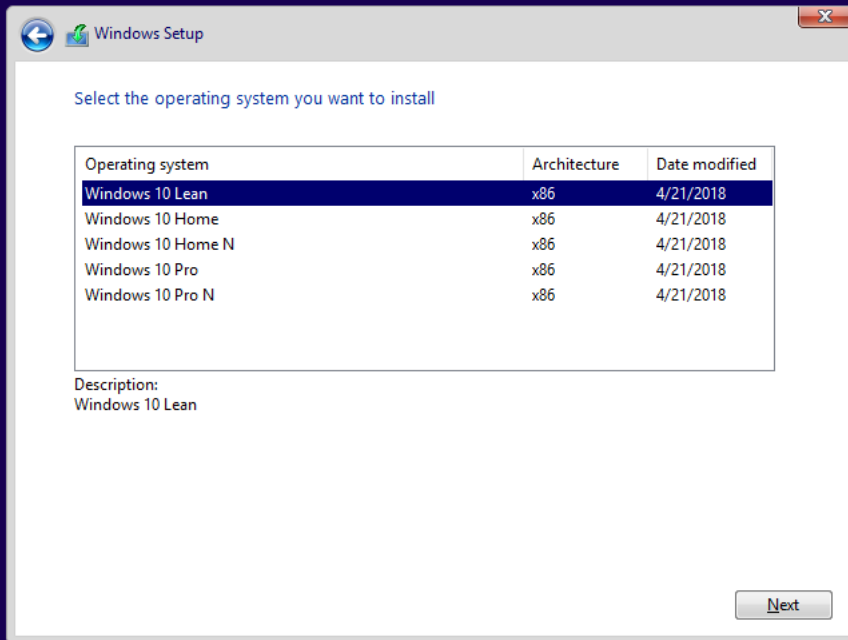 Windows Setup
Select the operating system you want to install
Operating system Architecture Date modified
Windows 10 Lean x86 4/21/2018
Windows 10 Home x86 4/21/2018
Windows 10 Home N x86 4/21/2018
Windows 10 Pro x86 4/21/2018
Windows 10 Pro N x86 4/21/2018
Description:
Windows 10 Lean
Next